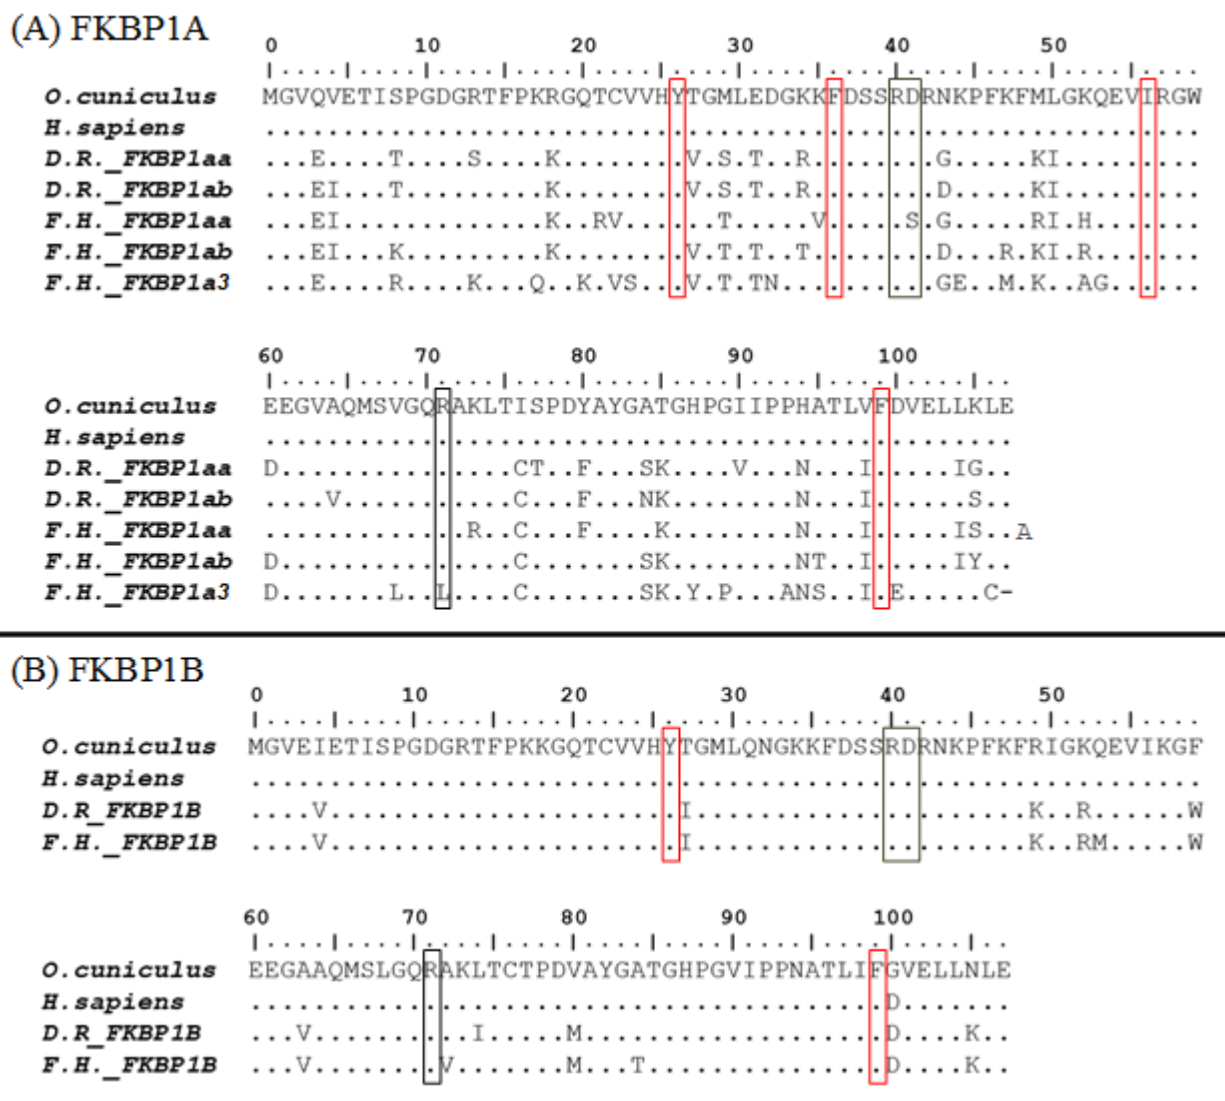 (A) FKBP1A
0 10 20 30 40 50
O.cuniculus MGVQVETISPGDGRTFPKRGQTCVVHYTGMLEDGKKFDSSRDRNKPFKFMLGKQEVIRGW
H.sapiens ............................................................
D.R._FKBP1aa ...E....T....S....K........V.S.T..R........G.....KI.........
D.R._FKBP1ab ...EI...T.........K........V.S.T..R........D.....KI.........
F.H._FKBP1aa ...EI.............K..RV......T.....V.....S.G.....RI.H.......
F.H._FKBP1ab ...EI...K.........K........V.T.T..T........D...R.KI.R.......
F.H._FKBP1a3 ...E....R....K...Q..K.VS...V.T.TN..........GE..M.K..AG......
60 70 80 90 100
O.cuniculus EEGVAQMSVGQRAKLTISPDYAYGATGHPGIIPPHATLVFDVELLKLE
H.sapiens ................................................
D.R._FKBP1aa D...............CT..F...SK....V...N...I.....IG..
D.R._FKBP1ab ....V...........C...F...NK........N...I......S..
F.H._FKBP1aa .............R..C...F....K........N...I.....IS..A
F.H._FKBP1ab D...............C.......SK........NT..I.....IY..
F.H._FKBP1a3 D.......L..L....C.......SK.Y.P...ANS..I.E.....C-
(B) FKBP1B
0 10 20 30 40 50
O.cuniculus MGVEIETISPGDGRTFPKKGQTCVVHYTGMLQNGKKFDSSRDRNKPFKFRIGKQEVIKGF
H.sapiens ............................................................
D.R_FKBP1B ....V......................I.....................K..R......W
F.H._FKBP1B ....V......................I.....................K..RM.....W
60 70 80 90 100
O.cuniculus EEGAAQMSLGQRAKLTCTPDVAYGATGHPGVIPPNATLIFGVELLNLE
H.sapiens ........................................D.......
D.R_FKBP1B ...V..........I.....M...................D....K..
F.H._FKBP1B ...V........V.......M...T...............D....K..